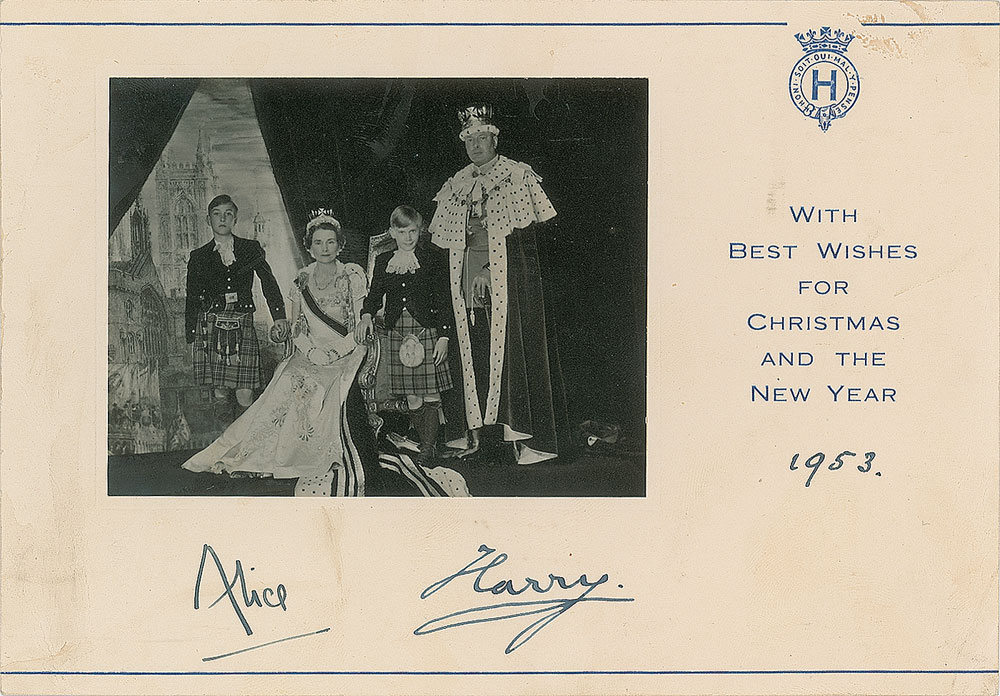 HONI·SOIT·QUI·MAL·Y·PENSE
H
WITH
BEST WISHES
FOR
CHRISTMAS
AND THE
NEW YEAR
1953.
Alice
Harry.